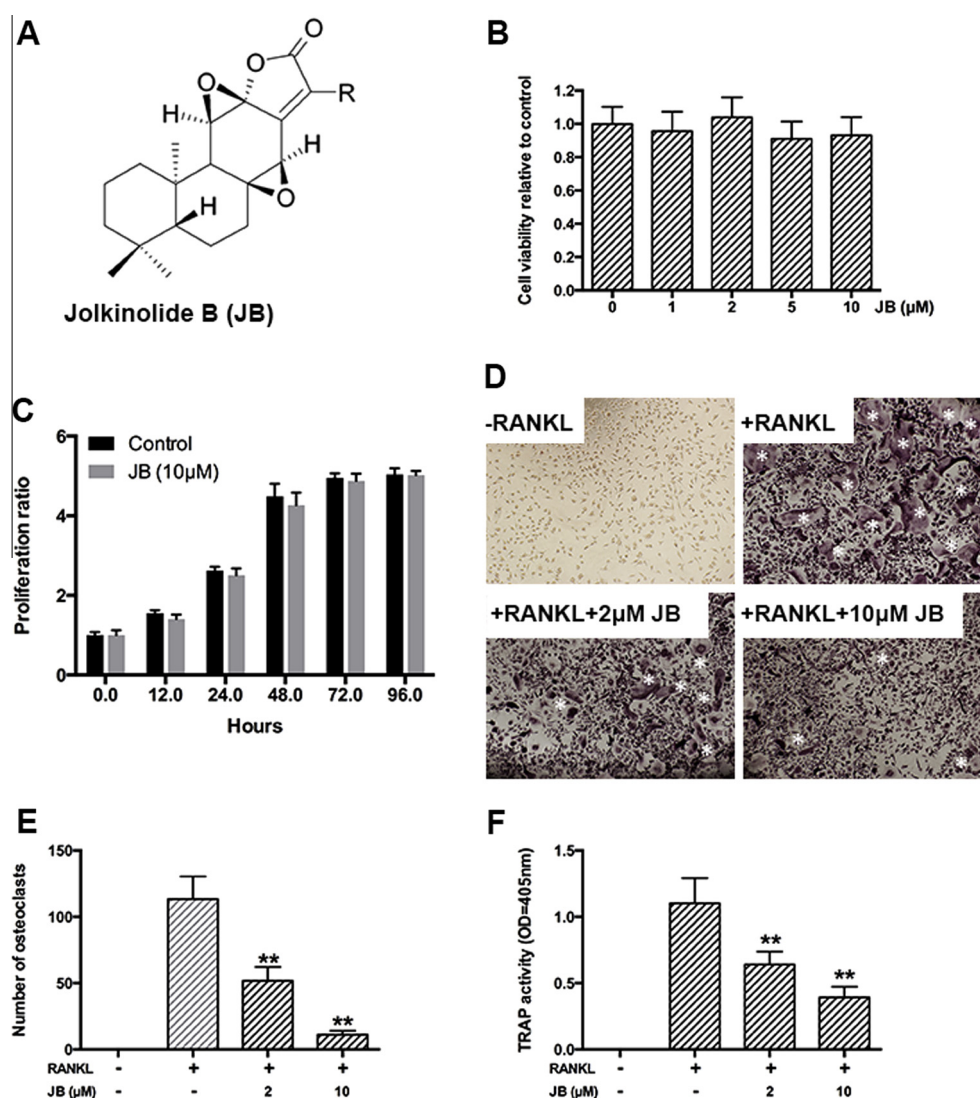 A
O
O
O
R
H
H
O
H
Jolkinolide B (JB)
B
Cell viability relative to control
1.2
1.0
0.8
0.6
0.4
0.2
0.0
0 1 2 5 10 JB (µM)
C
Proliferation ratio
6
4
2
0
Control
JB (10µM)
0.0 12.0 24.0 48.0 72.0 96.0
Hours
D
-RANKL
+RANKL
+RANKL+2µM JB
+RANKL+10µM JB
E
Number of osteoclasts
150
100
50
0
**
**
RANKL - + + +
JB (µM) - - 2 10
F
TRAP activity (OD=405nm)
1.5
1.0
0.5
0.0
**
**
RANKL - + + +
JB (µM) - - 2 10